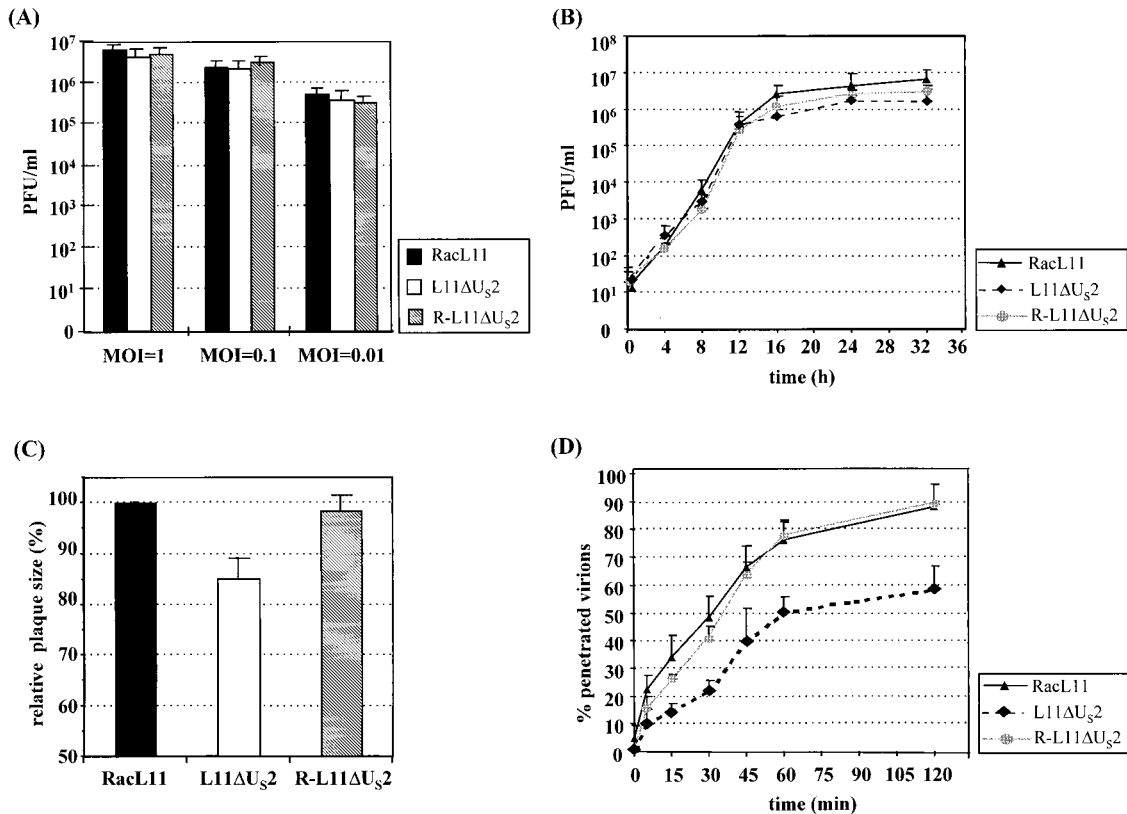 (A)
PFU/ml
10⁷
10⁶
10⁵
10⁴
10³
10²
10¹
0
MOI=1 MOI=0.1 MOI=0.01
RacL11
L11ΔUS2
R-L11ΔUS2
(B)
PFU/ml
10⁸
10⁷
10⁶
10⁵
10⁴
10³
10²
10¹
0
0 4 8 12 16 20 24 28 32 36
time (h)
RacL11
L11ΔUS2
R-L11ΔUS2
(C)
relative plaque size (%)
100
90
80
70
60
50
RacL11 L11ΔUS2 R-L11ΔUS2
(D)
% penetrated virions
100
90
80
70
60
50
40
30
20
10
0
0 15 30 45 60 75 90 105 120
time (min)
RacL11
L11ΔUS2
R-L11ΔUS2